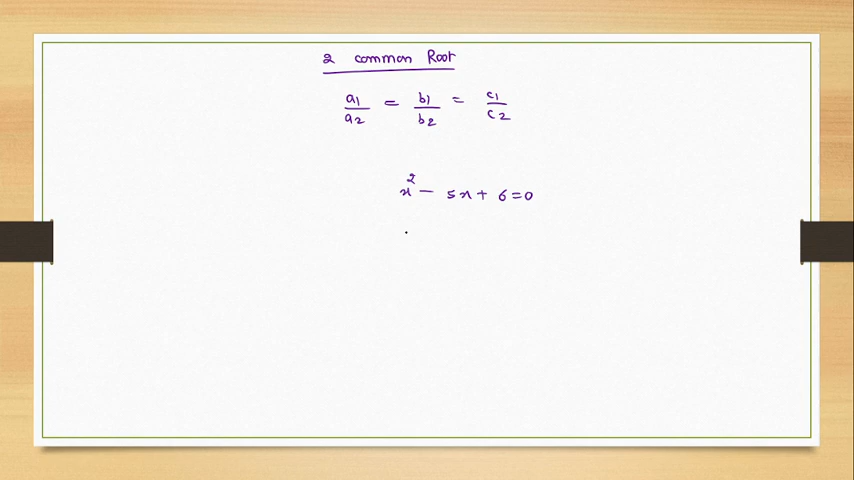 2 common Root
a1/a2 = b1/b2 = c1/c2
x² - 5x + 6 = 0